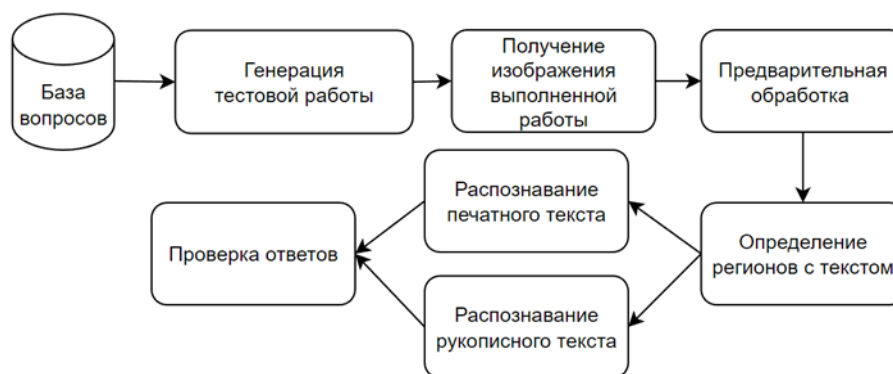 База
вопросов
Генерация
тестовой работы
Получение
изображения
выполненной
работы
Предварительная
обработка
Определение
регионов с текстом
Распознавание
печатного текста
Распознавание
рукописного текста
Проверка ответов